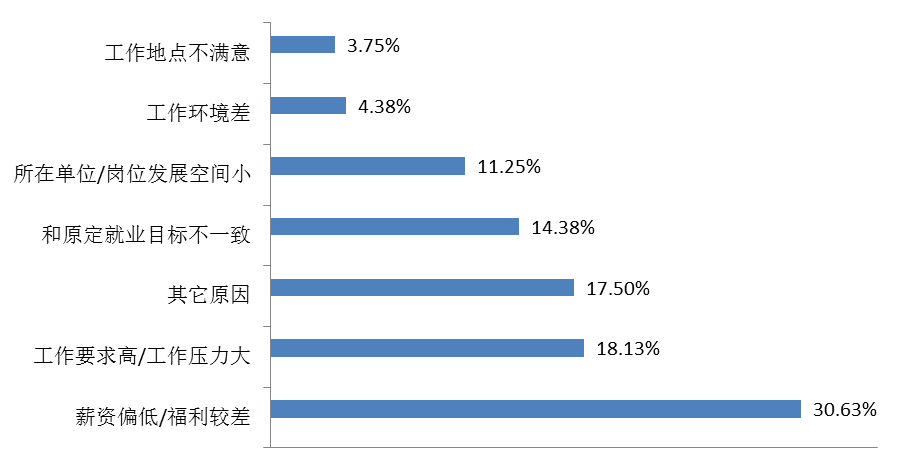 工作地点不满意 3.75%
工作环境差 4.38%
所在单位/岗位发展空间小 11.25%
和原定就业目标不一致 14.38%
其它原因 17.50%
工作要求高/工作压力大 18.13%
薪资偏低/福利较差 30.63%